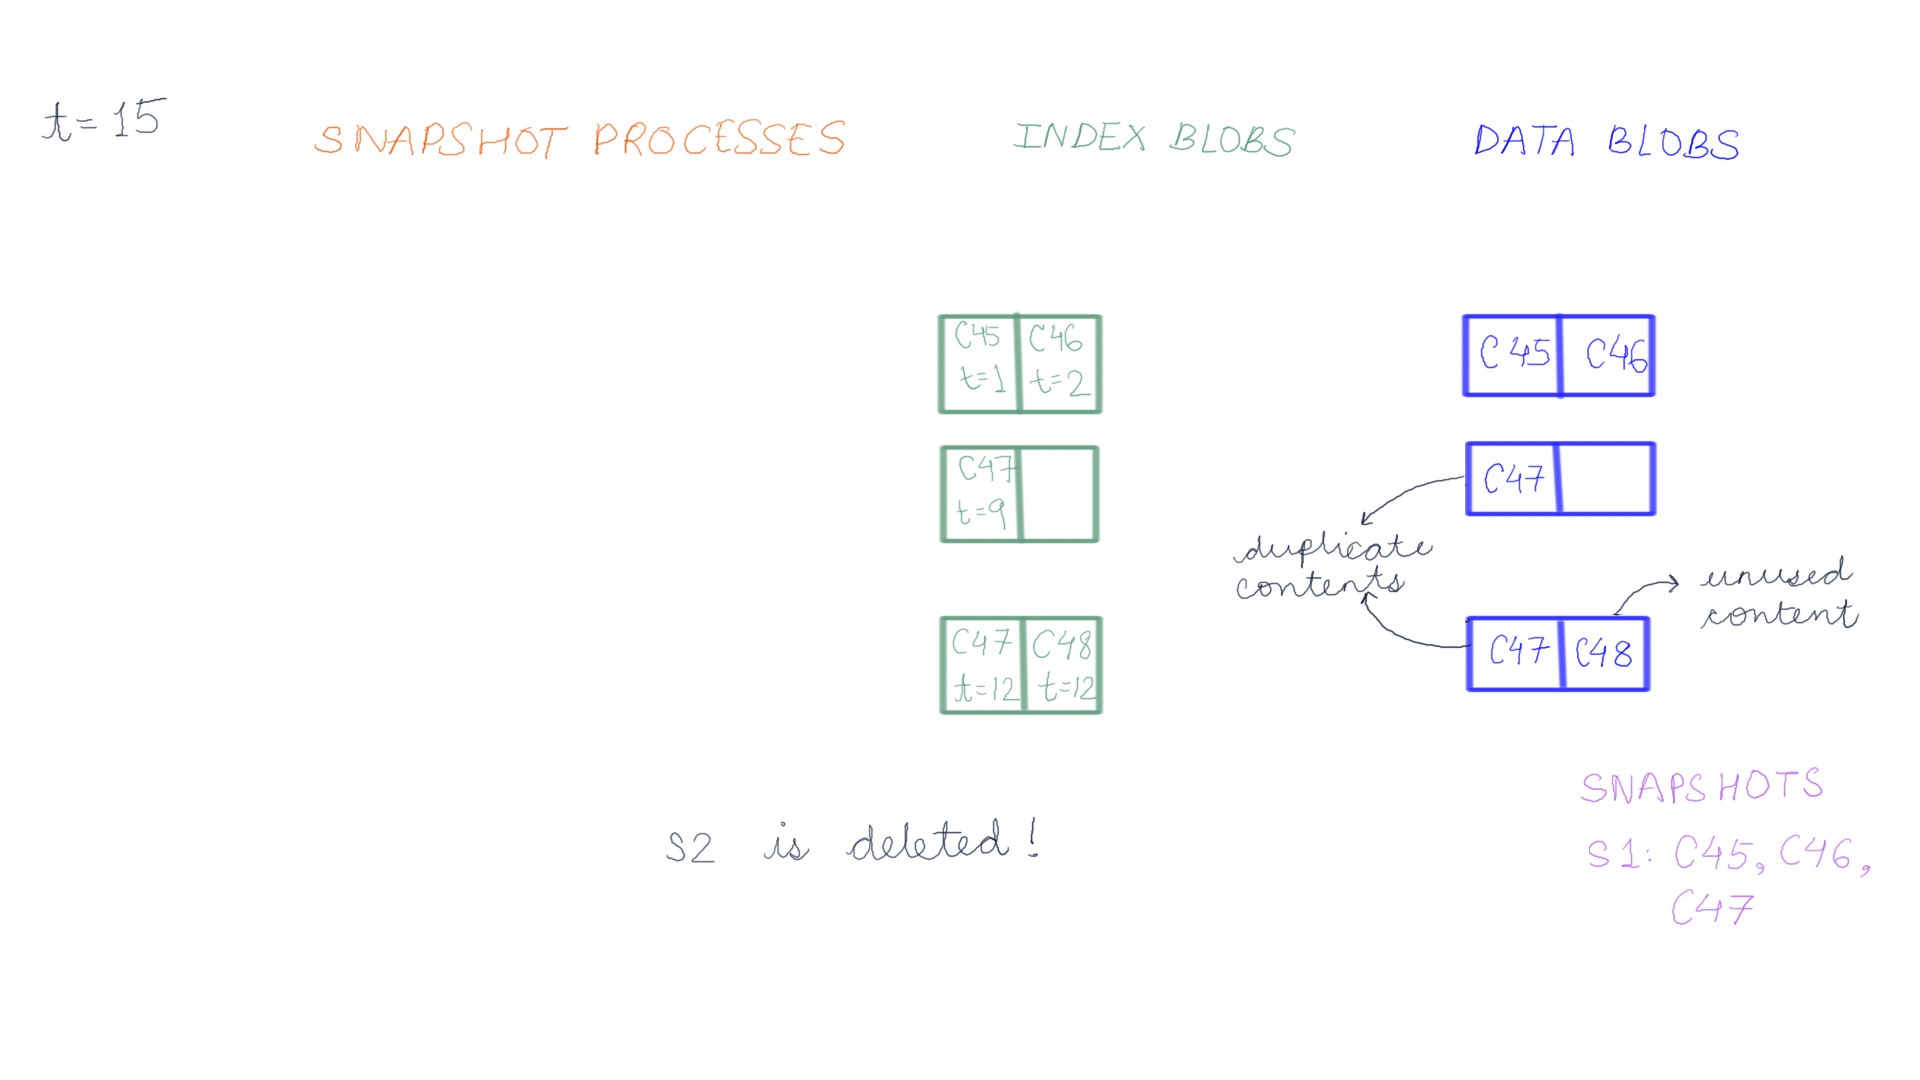 t=15
SNAPSHOT PROCESSES
INDEX BLOBS
DATA BLOBS
C45
t=1
C46
t=2
C45
C46
C47
t=9
C47
duplicate
contents
unused
content
C47
t=12
C48
t=12
C47
C48
SNAPSHOTS
S1: C45, C46,
C47
S2 is deleted!